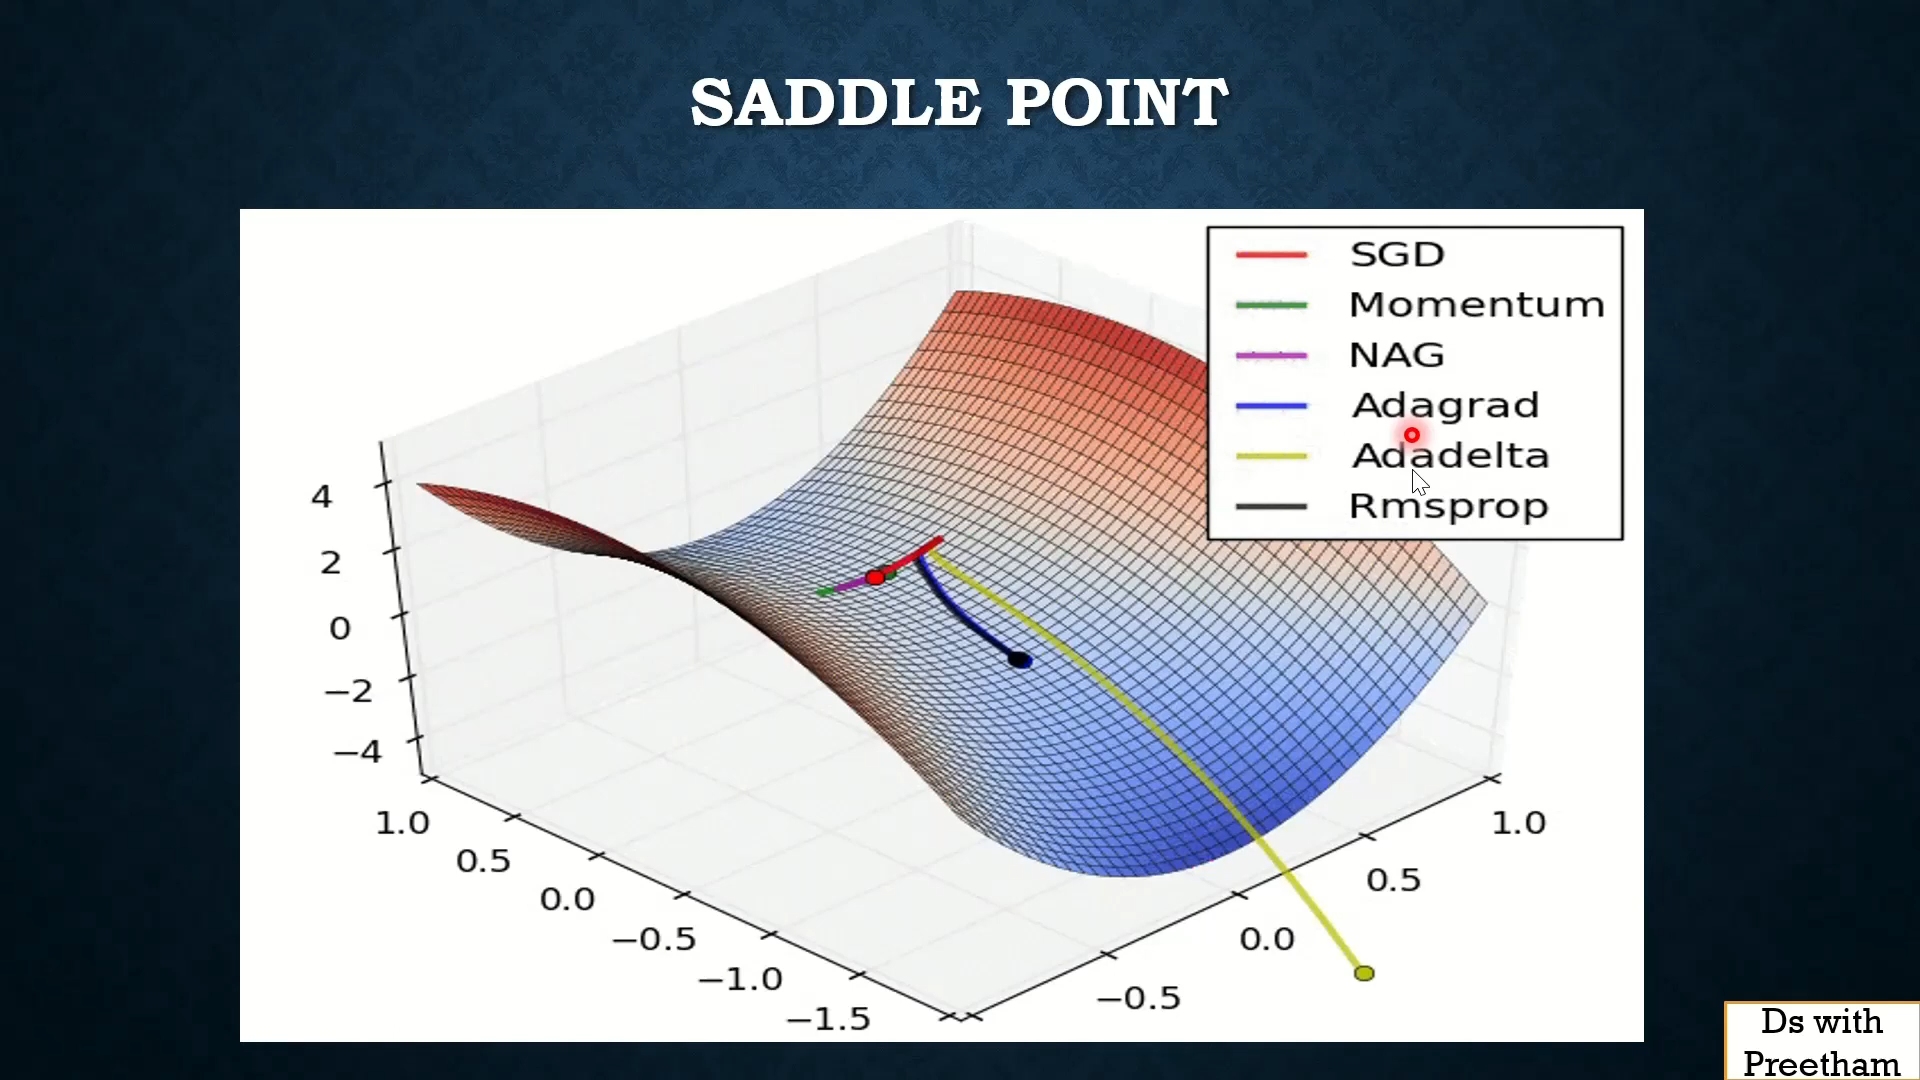 SADDLE POINT
SGD
Momentum
NAG
Adagrad
Adadelta
Rmsprop
4
2
0
−2
−4
1.0
0.5
0.0
−0.5
−1.0
−1.5
−0.5
0.0
0.5
1.0
Ds with
Preetham